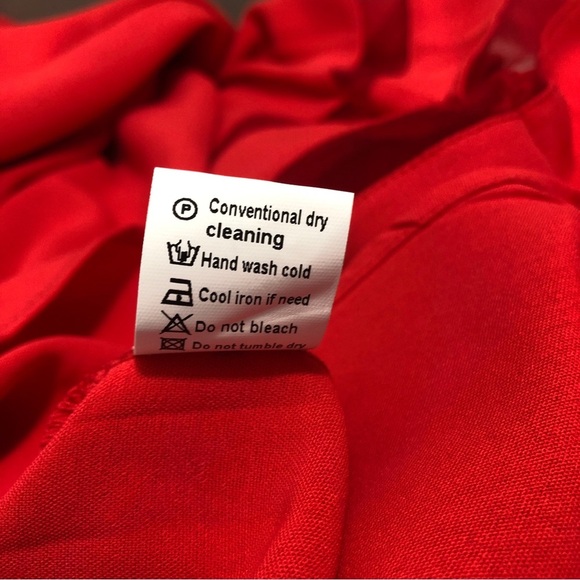 P Conventional dry
cleaning
Hand wash cold
Cool iron if need
Do not bleach
Do not tumble dry